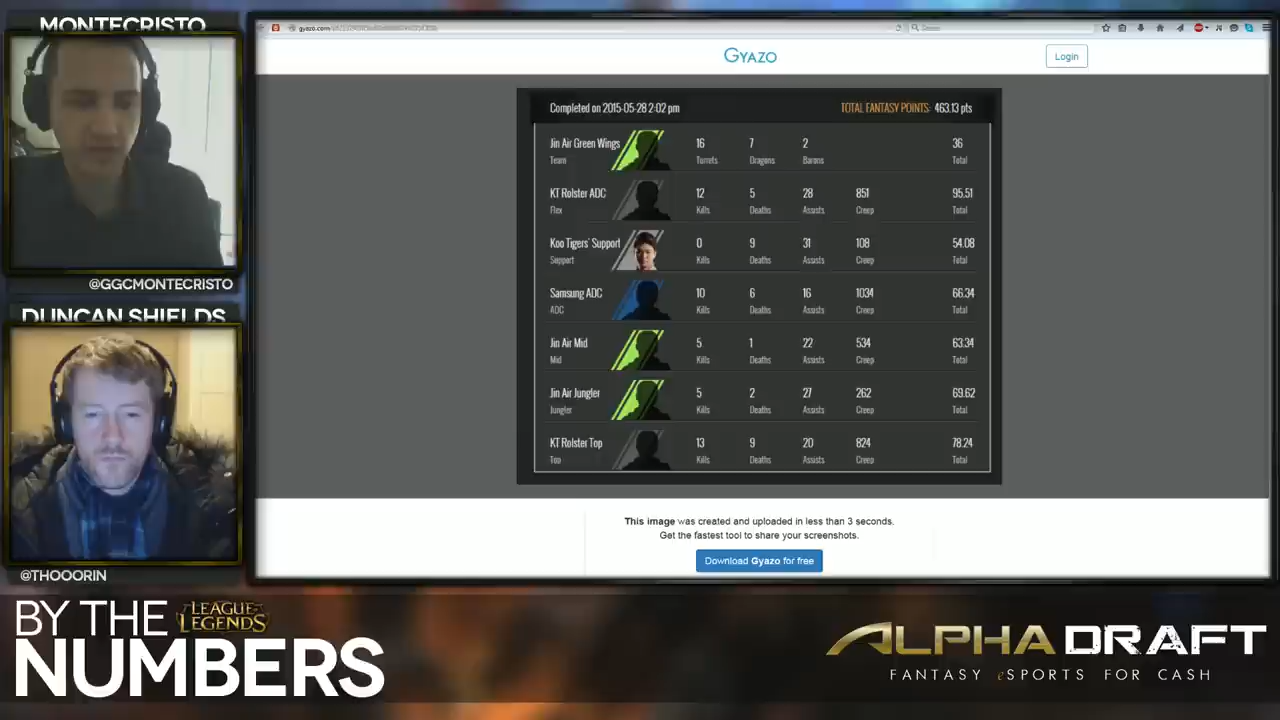 MONTECRISTO
@GGCMONTECRISTO
DUNCAN SHIELDS
@THOOORIN
gyazo.com
GYAZO
Login
Completed on 2015-05-28 2:02 pm TOTAL FANTASY POINTS: 463.13 pts
Jin Air Green Wings 16 7 2 36
Team Torrets Dragons Barons Total
KT Rolster ADC 12 5 28 851 95.51
Flex Kills Deaths Assists Creep Total
Koo Tigers' Support 0 9 31 108 54.08
Support Kills Deaths Assists Creep Total
Samsung ADC 10 6 16 1034 66.34
ADC Kills Deaths Assists Creep Total
Jin Air Mid 5 1 22 534 63.34
Mid Kills Deaths Assists Creep Total
Jin Air Jungler 5 2 27 262 69.62
Jungler Kills Deaths Assists Creep Total
KT Rolster Top 13 9 20 824 78.24
Top Kills Deaths Assists Creep Total
This image was created and uploaded in less than 3 seconds.
Get the fastest tool to share your screenshots.
Download Gyazo for free
BY THE LEAGUE of LEGENDS
NUMBERS
ALPHADRAFT
FANTASY eSPORTS FOR CASH